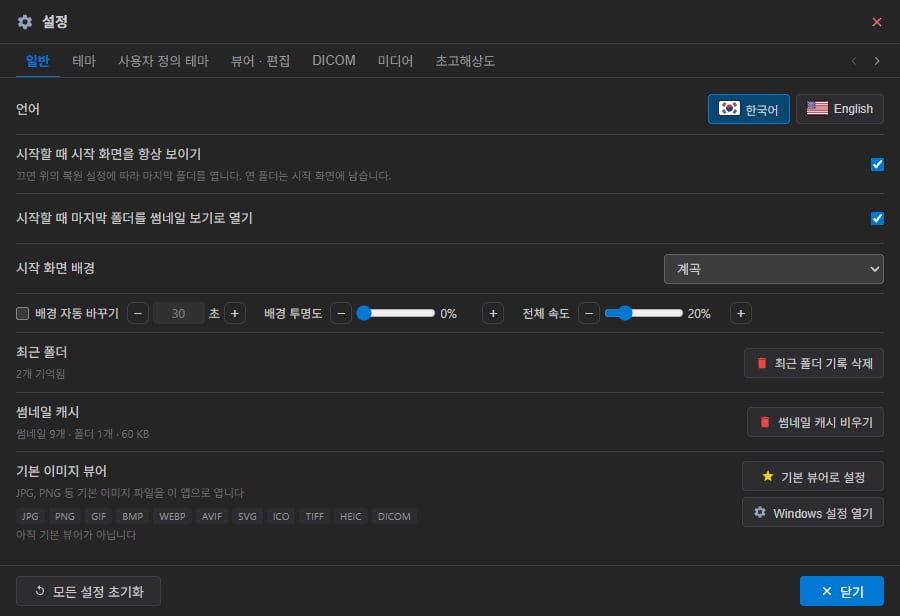 설정
일반 테마 사용자 정의 테마 뷰어 · 편집 DICOM 미디어 초고해상도
언어 한국어 English
시작할 때 시작 화면을 항상 보이기
끄면 위의 복원 설정에 따라 마지막 폴더를 엽니다. 연 폴더는 시작 화면에 남습니다.
시작할 때 마지막 폴더를 썸네일 보기로 열기
시작 화면 배경 계곡
배경 자동 바꾸기 − 30 초 + 배경 투명도 − 0% + 전체 속도 − 20% +
최근 폴더
2개 기억됨
최근 폴더 기록 삭제
썸네일 캐시
썸네일 9개 · 폴더 1개 · 60 KB
썸네일 캐시 비우기
기본 이미지 뷰어
JPG, PNG 등 기본 이미지 파일을 이 앱으로 엽니다
JPG PNG GIF BMP WEBP AVIF SVG ICO TIFF HEIC DICOM
아직 기본 뷰어가 아닙니다
기본 뷰어로 설정
Windows 설정 열기
모든 설정 초기화 닫기